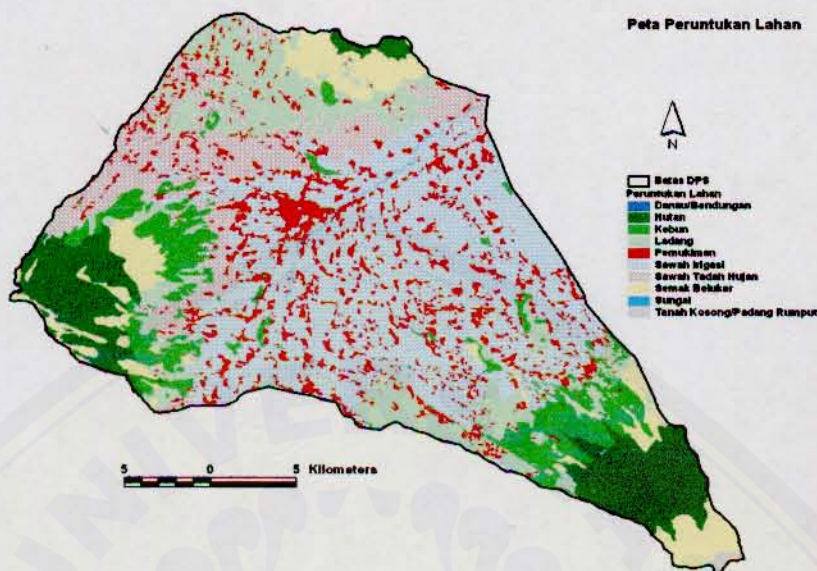 Peta Peruntukan Lahan
N
Batas DPS
Peruntukan Lahan
Danau/Bendungan
Hutan
Kebun
Ladang
Pemukiman
Sawah Irigasi
Sawah Tadah Hujan
Semak Belukar
Sungai
Tanah Kosong/Padang Rumput
5 0 5 Kilometers
UNIVE